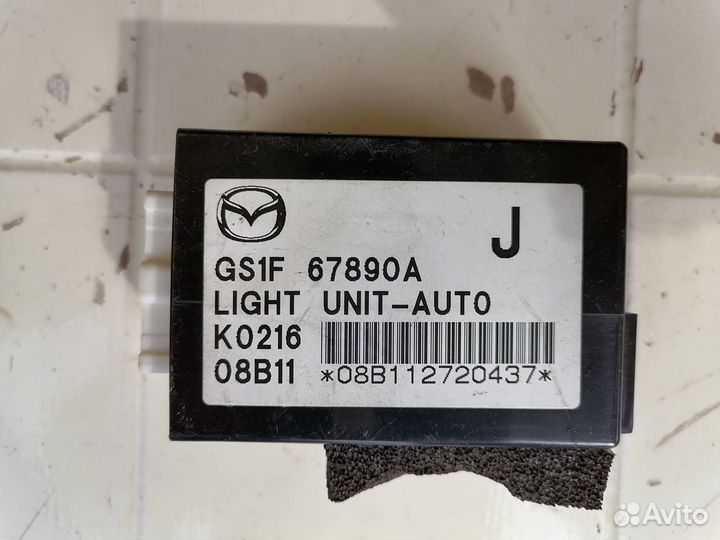 J
GS1F 67890A
LIGHT UNIT-AUTO
K0216
08B11 *08B112720437*
Avito